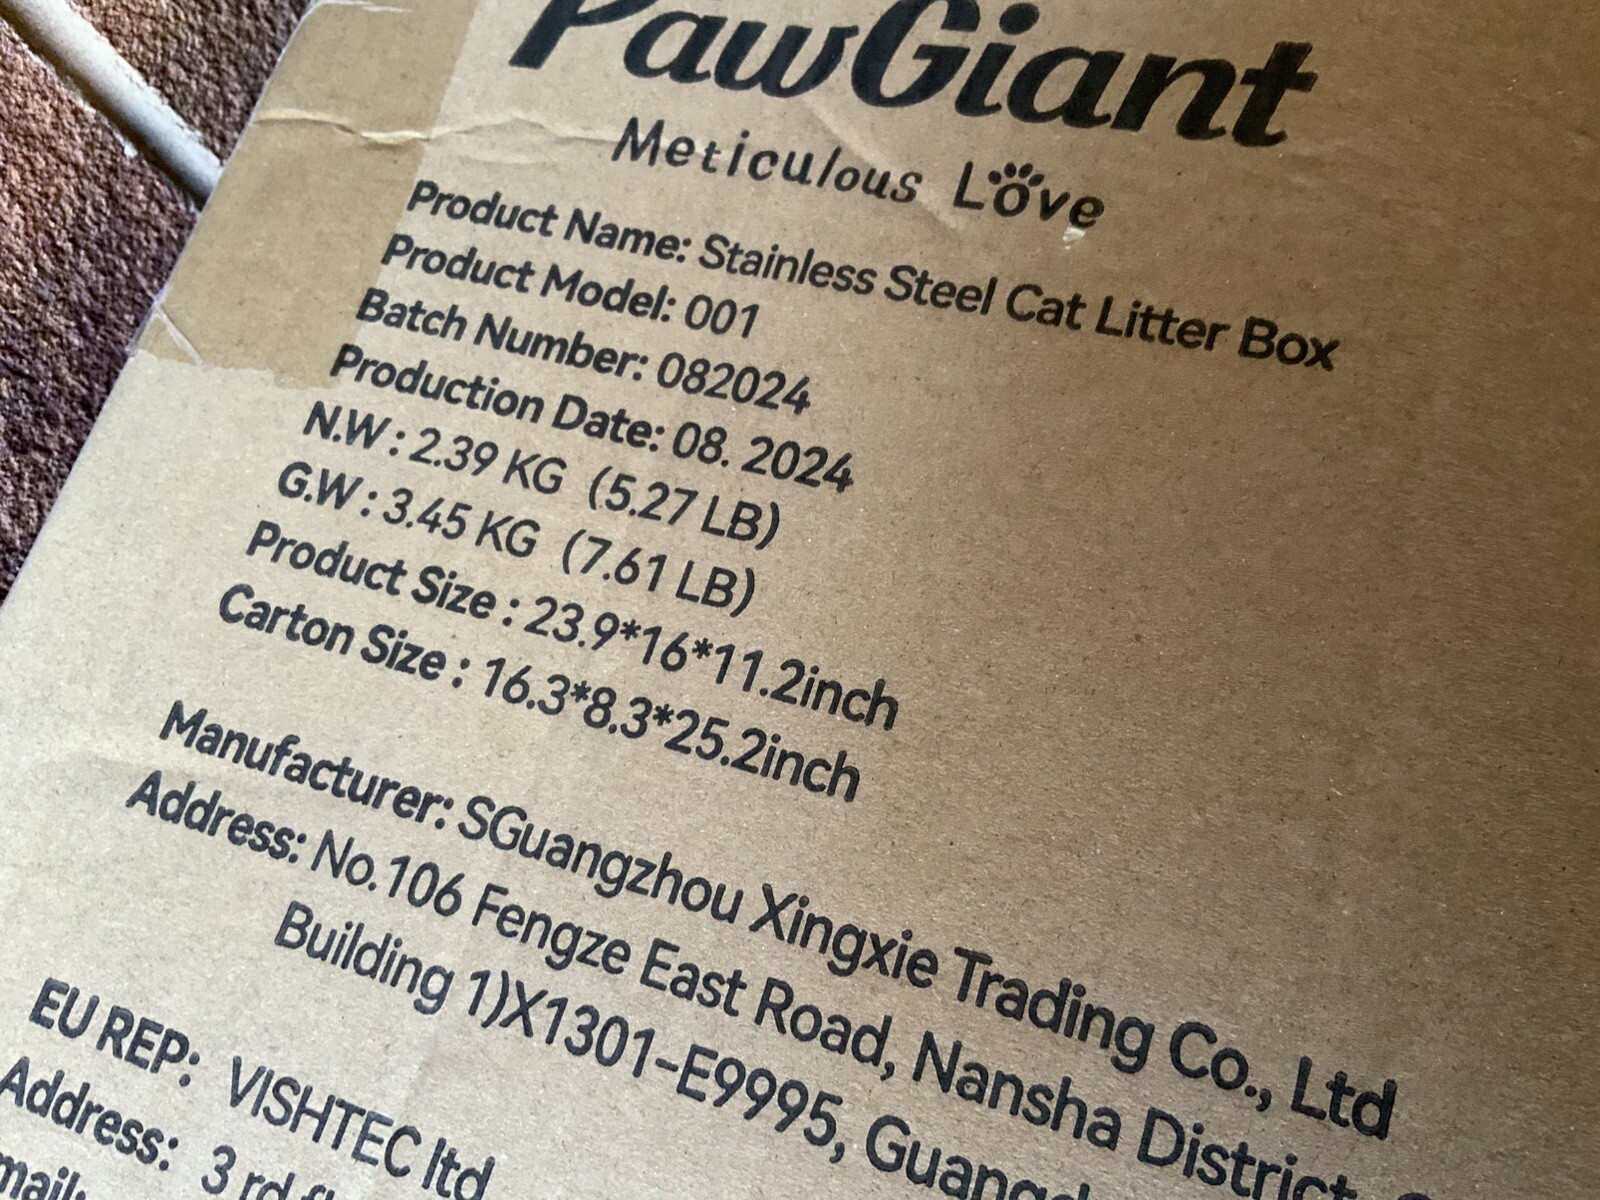 PawGiant
Meticulous Love
Product Name: Stainless Steel Cat Litter Box
Product Model: 001
Batch Number: 082024
Production Date: 08. 2024
N.W : 2.39 KG (5.27 LB)
G.W : 3.45 KG (7.61 LB)
Product Size : 23.9*16*11.2inch
Carton Size : 16.3*8.3*25.2inch
Manufacturer: SGuangzhou Xingxie Trading Co., Ltd
Address: No.106 Fengze East Road, Nansha District,
Building 1)X1301-E9995,
EU REP: VISHTEC ltd
Address: 3 rd